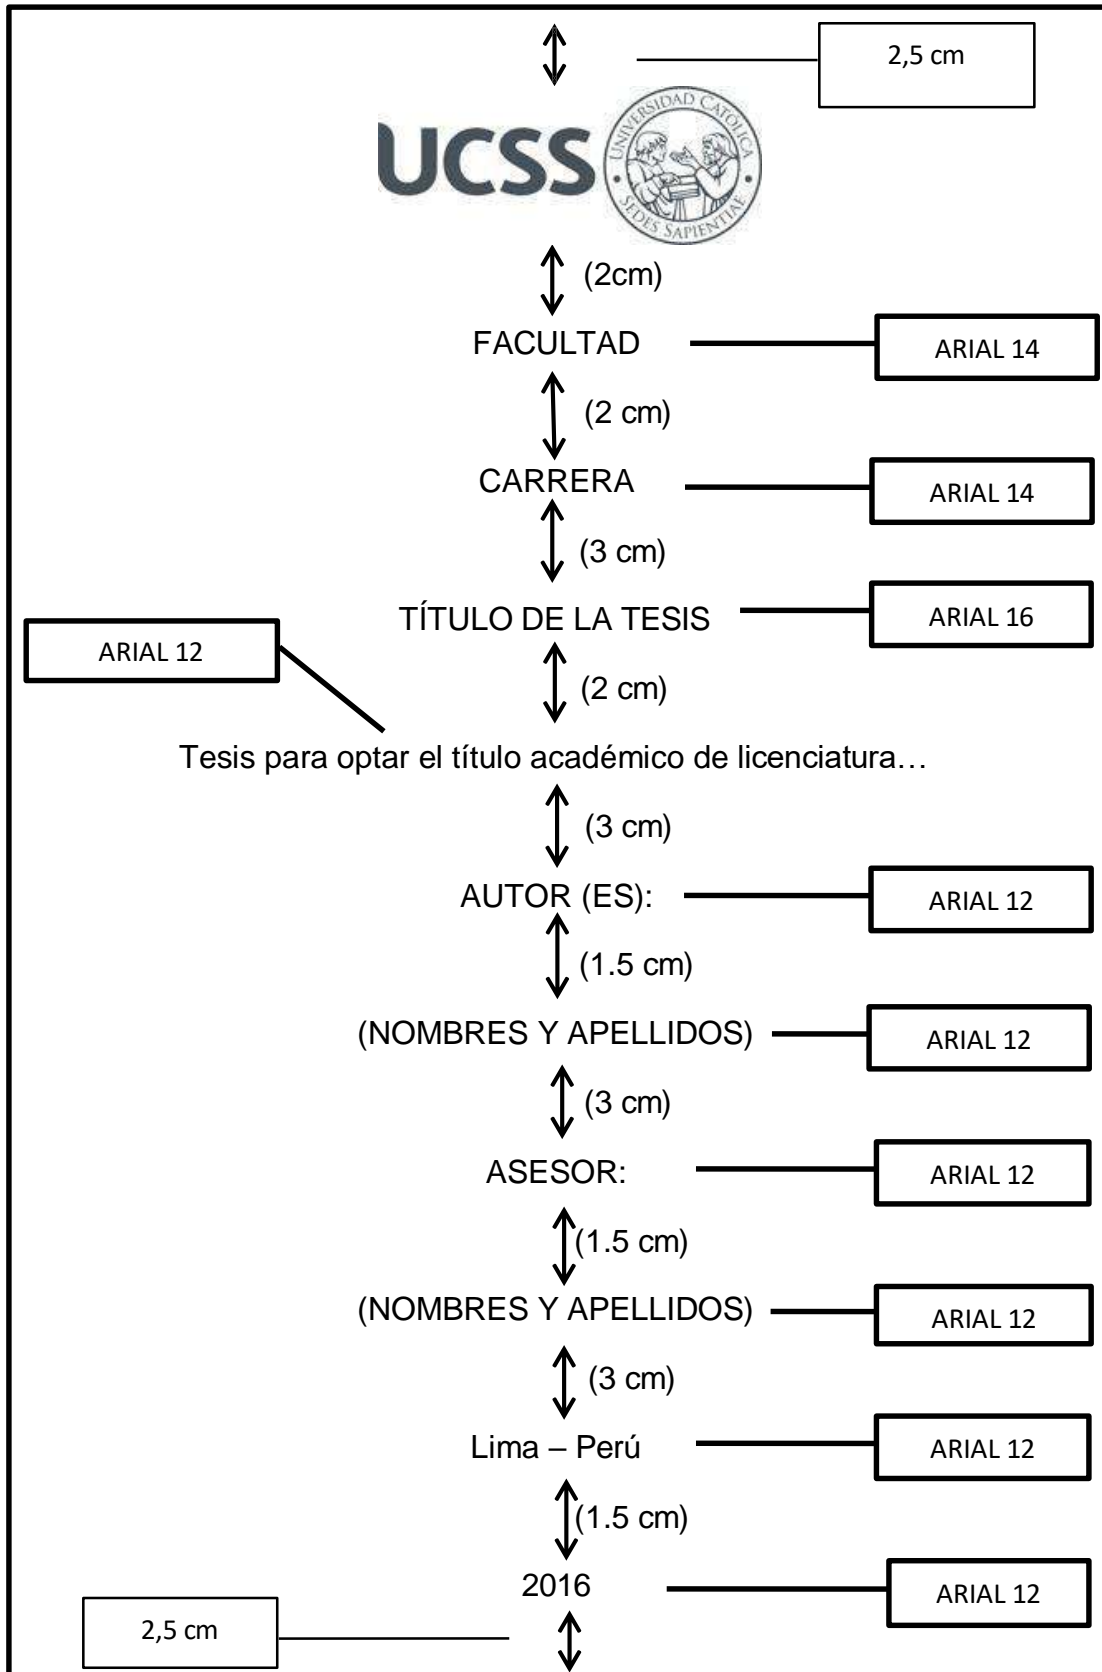 2,5 cm
UCSS
UNIVERSIDAD CATÓLICA
SEDES SAPIENTIAE
(2cm)
FACULTAD
ARIAL 14
(2 cm)
CARRERA
ARIAL 14
(3 cm)
TÍTULO DE LA TESIS
ARIAL 16
ARIAL 12
(2 cm)
Tesis para optar el título académico de licenciatura…
(3 cm)
AUTOR (ES):
ARIAL 12
(1.5 cm)
(NOMBRES Y APELLIDOS)
ARIAL 12
(3 cm)
ASESOR:
ARIAL 12
(1.5 cm)
(NOMBRES Y APELLIDOS)
ARIAL 12
(3 cm)
Lima – Perú
ARIAL 12
(1.5 cm)
2016
ARIAL 12
2,5 cm